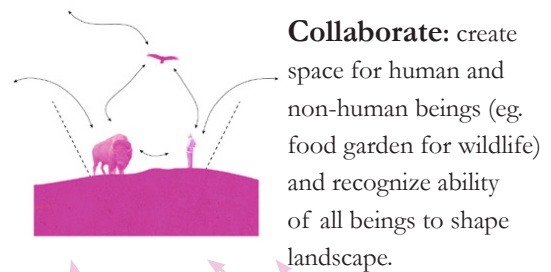 Collaborate: create
space for human and
non-human beings (eg.
food garden for wildlife)
and recognize ability
of all beings to shape
landscape.